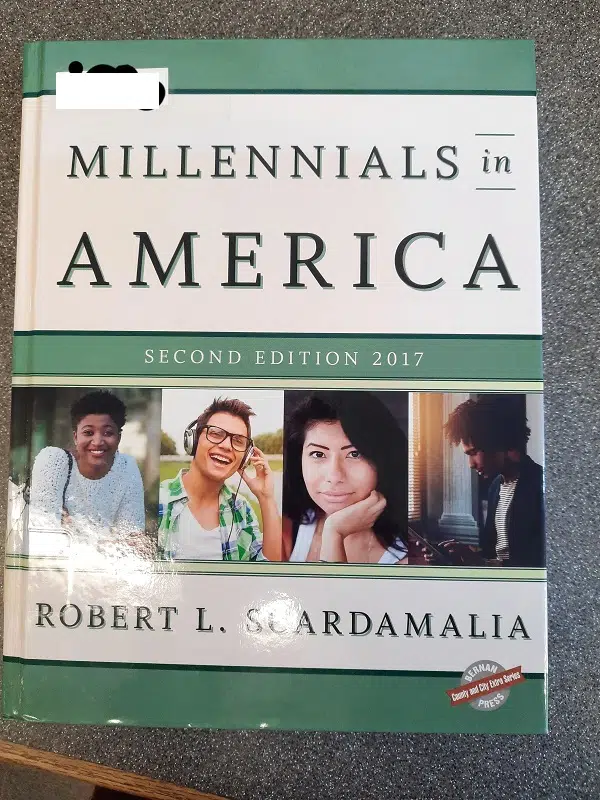 MILLENNIALS in
AMERICA
SECOND EDITION 2017
ROBERT L. SCARDAMALIA
BERNAN
County and City Extra Series
PRESS